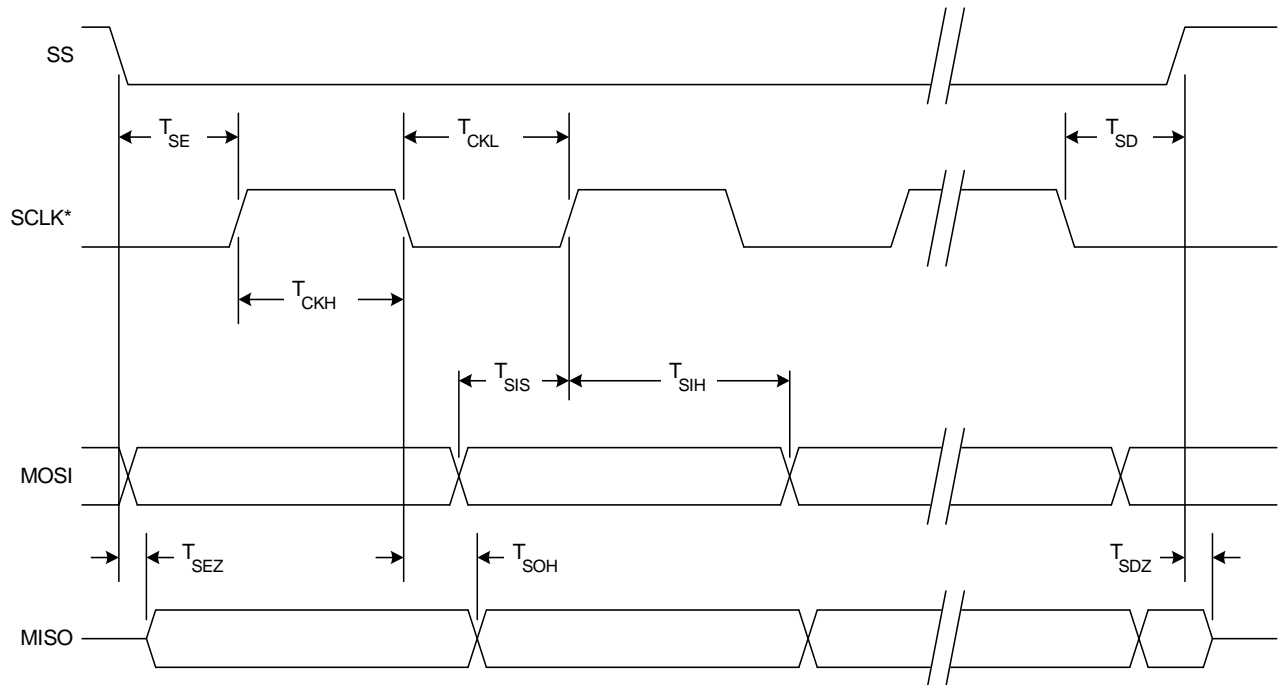 SS
T_SE
T_CKL
T_SD
SCLK*
T_CKH
T_SIS
T_SIH
MOSI
T_SEZ
T_SOH
T_SDZ
MISO